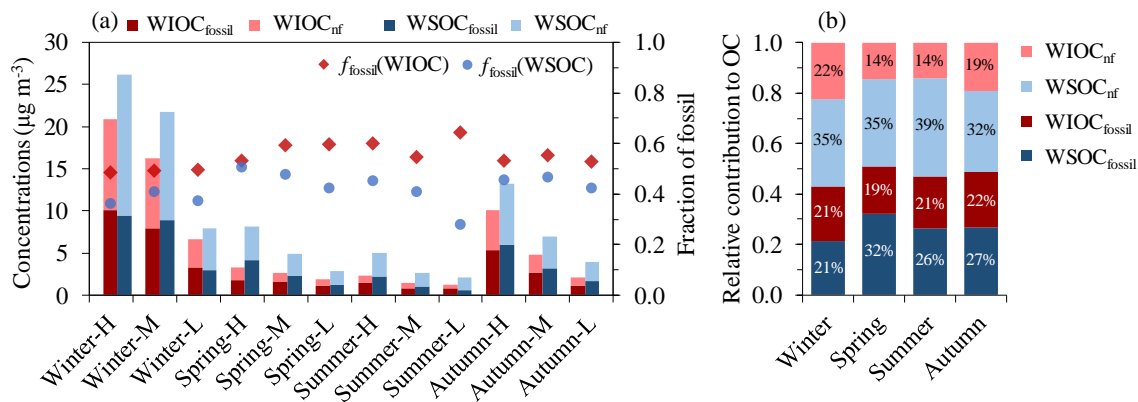 (a)
WIOCfossil
WIOCnf
WSOCfossil
WSOCnf
ffossil(WIOC)
ffossil(WSOC)
Concentrations (µg m-3)
30
25
20
15
10
5
0
1.0
0.8
0.6
0.4
0.2
0.0
Fraction of fossil
Winter-H
Winter-M
Winter-L
Spring-H
Spring-M
Spring-L
Summer-H
Summer-M
Summer-L
Autumn-H
Autumn-M
Autumn-L
(b)
Relative contribution to OC
1.0
0.8
0.6
0.4
0.2
0.0
22% 14% 14% 19%
35% 35% 39% 32%
21% 19% 21% 22%
21% 32% 26% 27%
Winter
Spring
Summer
Autumn
WIOCnf
WSOCnf
WIOCfossil
WSOCfossil